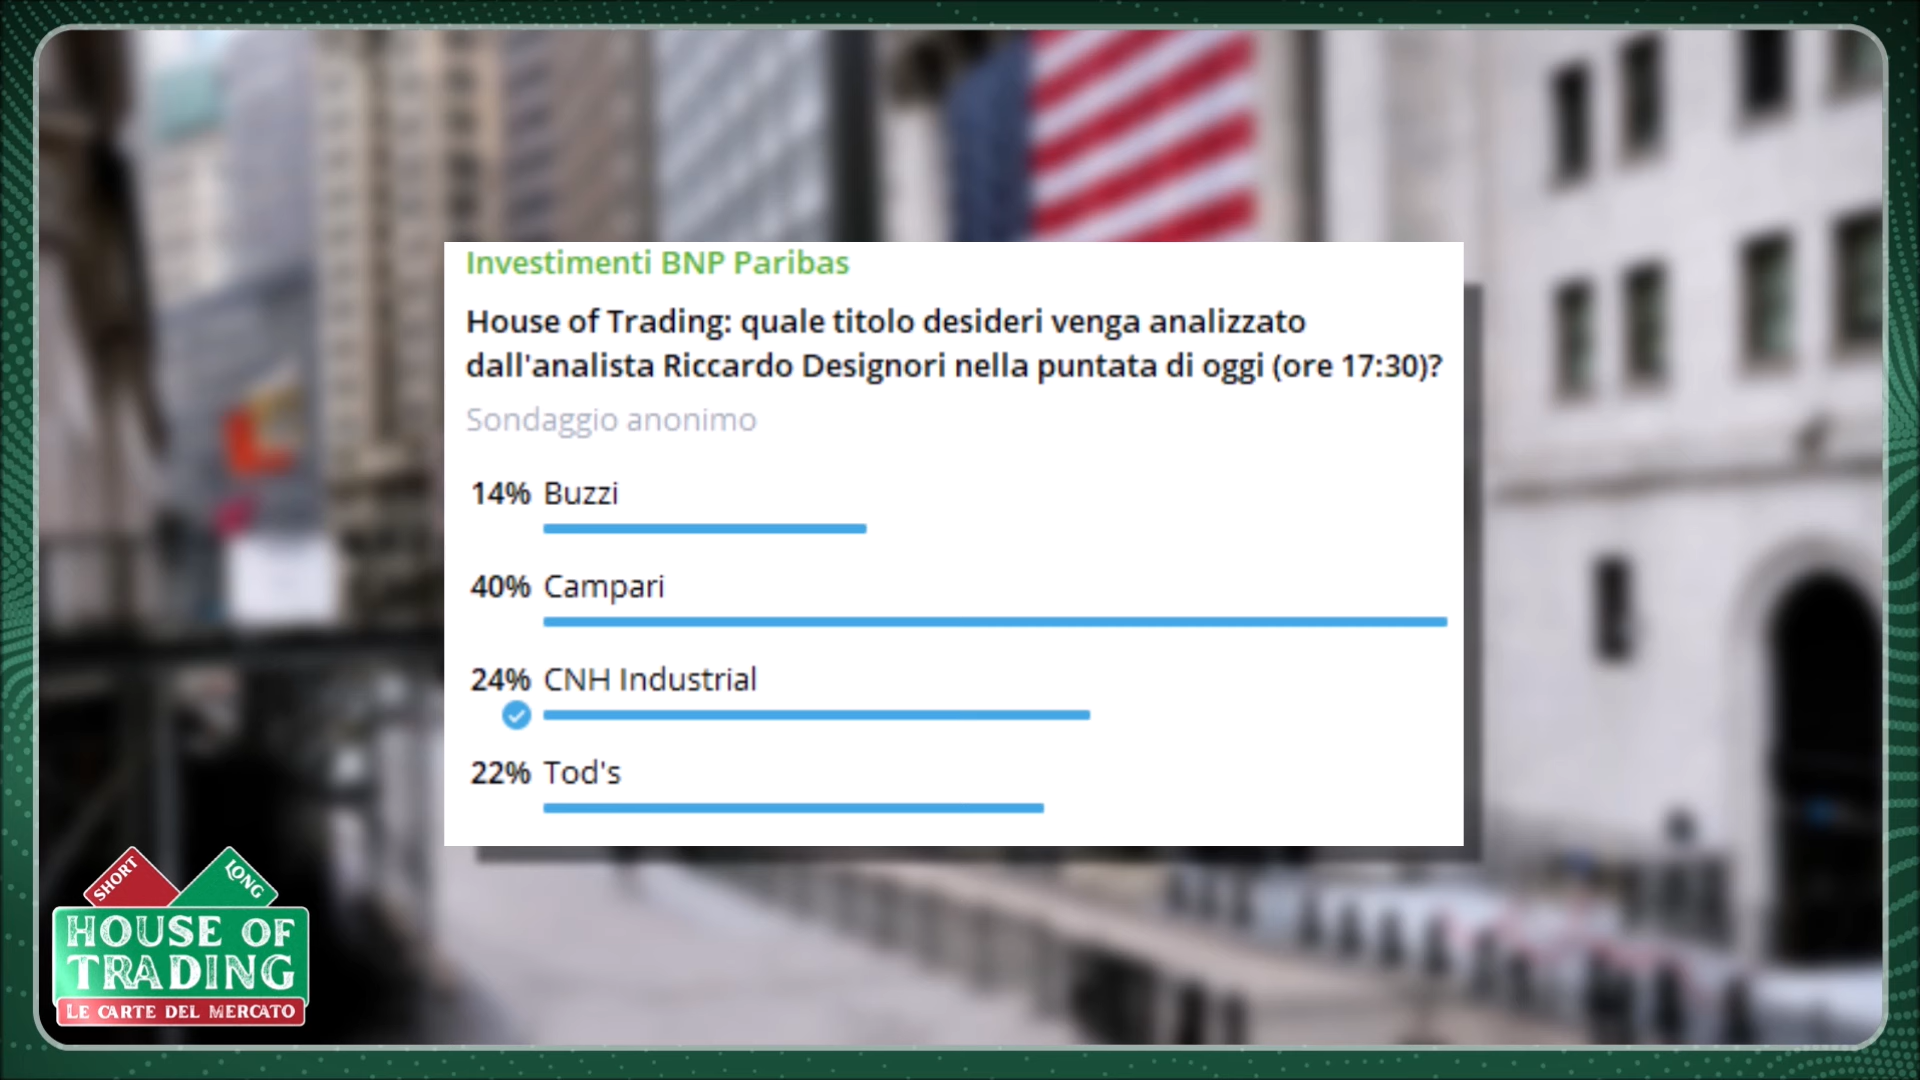 Investimenti BNP Paribas
House of Trading: quale titolo desideri venga analizzato
dall'analista Riccardo Designori nella puntata di oggi (ore 17:30)?
Sondaggio anonimo
14% Buzzi
40% Campari
24% CNH Industrial
22% Tod's
SHORT
LONG
HOUSE OF
TRADING
LE CARTE DEL MERCATO